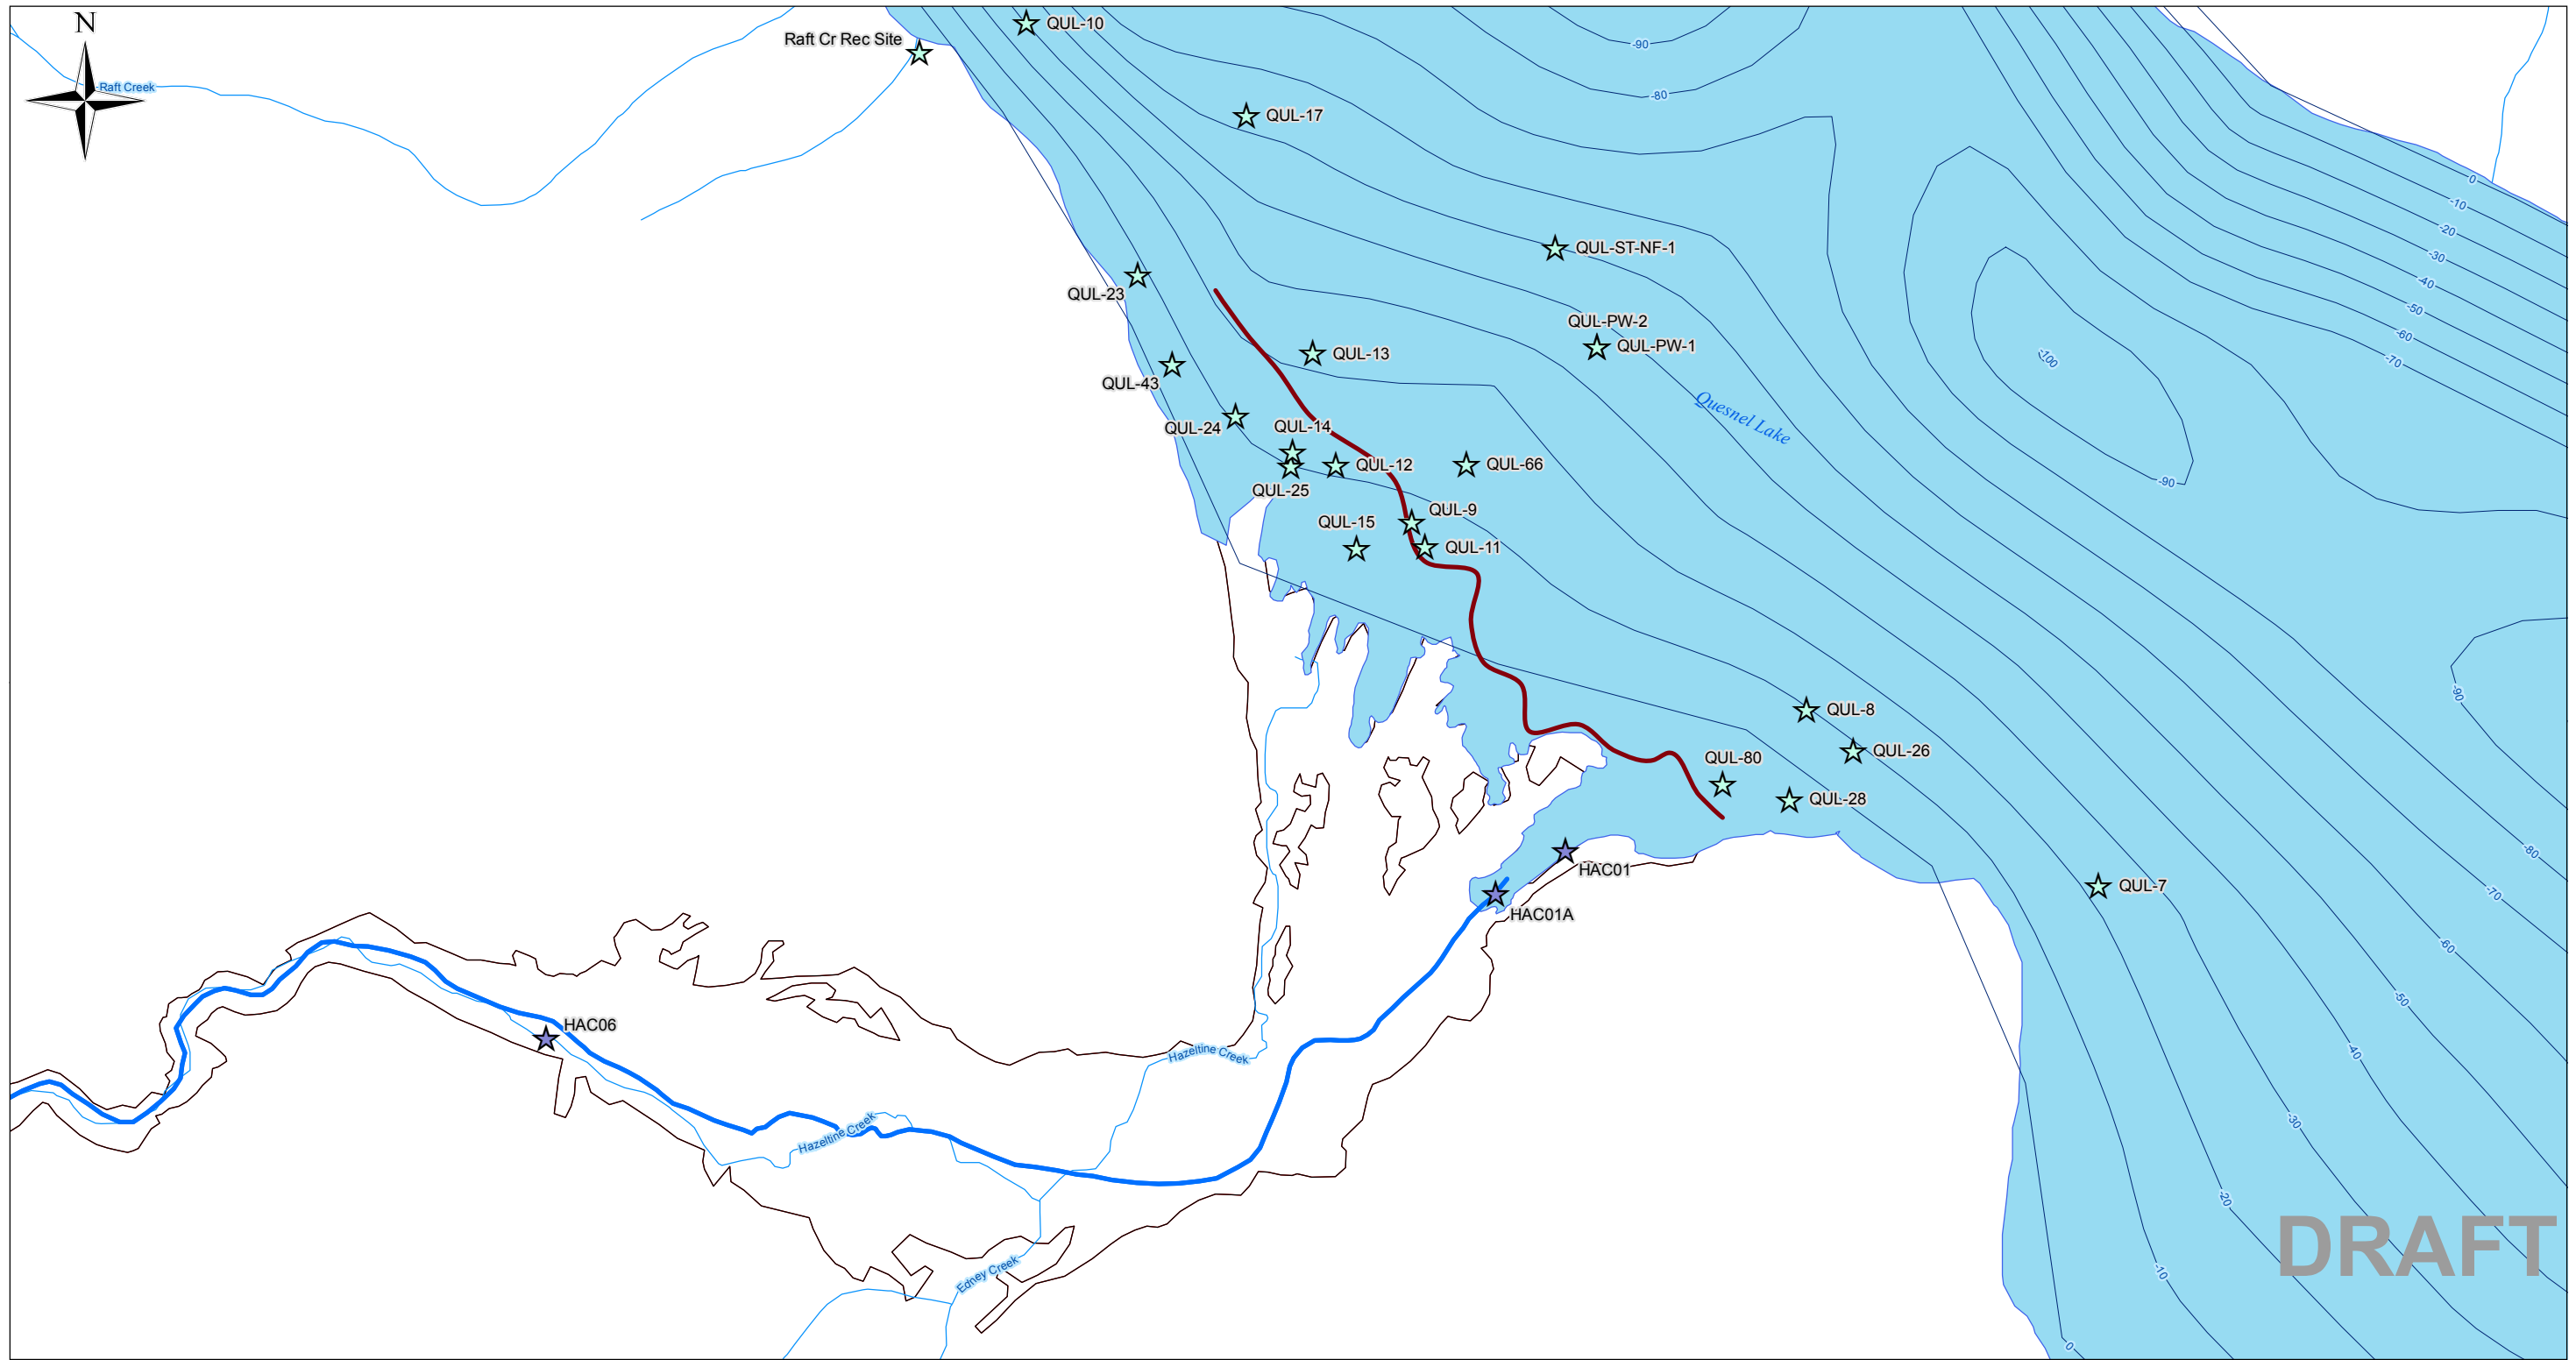 N
QUL-10
Raft Cr Rec Site
-90
Raft Creek
-80
QUL-17
0
-10
-20
QUL-ST-NF-1
-30
-40
QUL-23
-50
QUL-PW-2
-60
QUL-PW-1
QUL-13
-100
-70
QUL-43
Quesnel Lake
QUL-14
QUL-24
QUL-12
QUL-66
-90
QUL-25
QUL-9
QUL-15
QUL-11
-90
QUL-8
QUL-26
QUL-80
QUL-28
-80
HAC01
QUL-7
-70
HAC01A
-60
-50
HAC06
Hazeltine Creek
-40
-30
Hazeltine Creek
-20
DRAFT
Edney Creek
-10
0